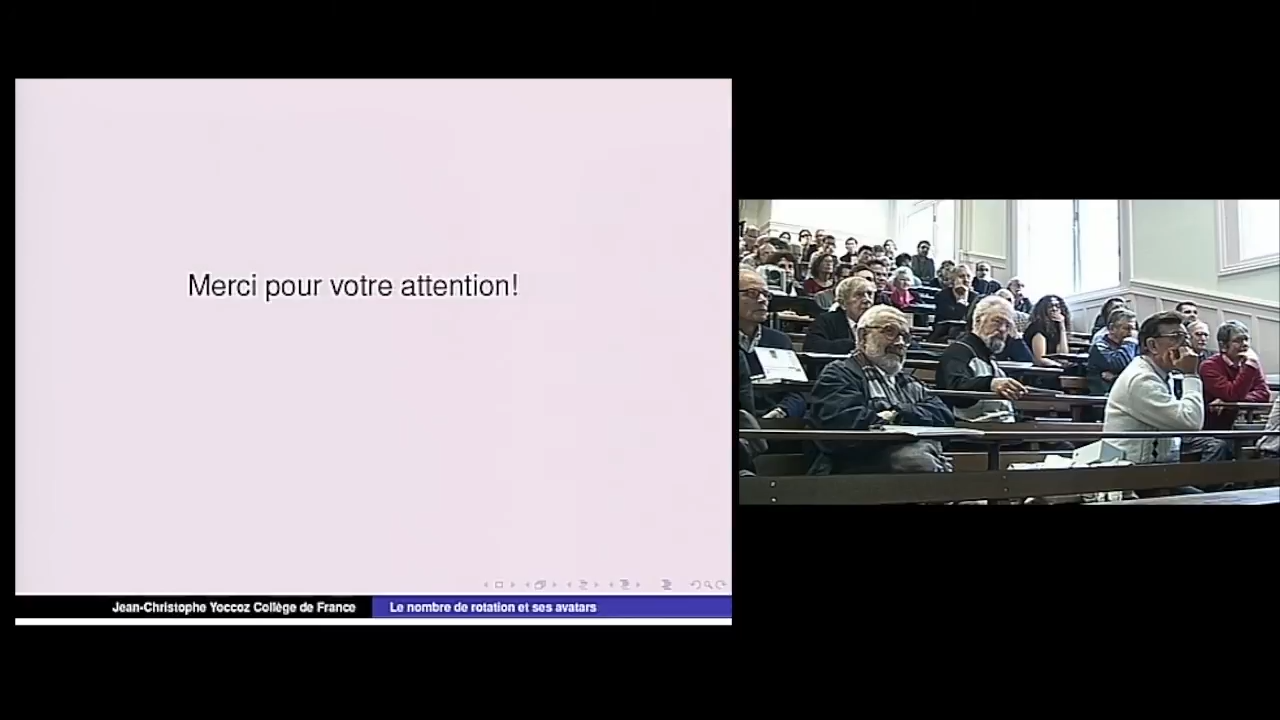 Merci pour votre attention!
Jean-Christophe Yoccoz Collège de France
Le nombre de rotation et ses avatars